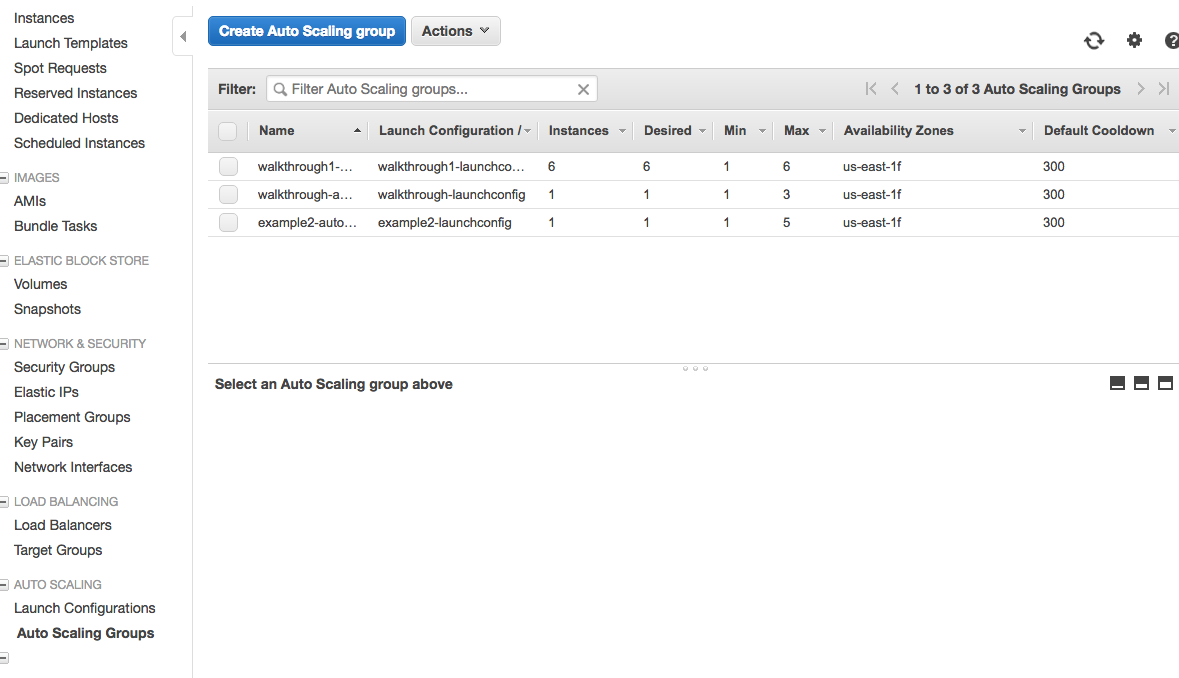 Instances
Launch Templates
Spot Requests
Reserved Instances
Dedicated Hosts
Scheduled Instances
IMAGES
AMIs
Bundle Tasks
ELASTIC BLOCK STORE
Volumes
Snapshots
NETWORK & SECURITY
Security Groups
Elastic IPs
Placement Groups
Key Pairs
Network Interfaces
LOAD BALANCING
Load Balancers
Target Groups
AUTO SCALING
Launch Configurations
Auto Scaling Groups
Create Auto Scaling group Actions
Filter: Filter Auto Scaling groups... 1 to 3 of 3 Auto Scaling Groups
Name Launch Configuration / Instances Desired Min Max Availability Zones Default Cooldown
walkthrough1-... walkthrough1-launchco... 6 6 1 6 us-east-1f 300
walkthrough-a... walkthrough-launchconfig 1 1 1 3 us-east-1f 300
example2-auto... example2-launchconfig 1 1 1 5 us-east-1f 300
Select an Auto Scaling group above